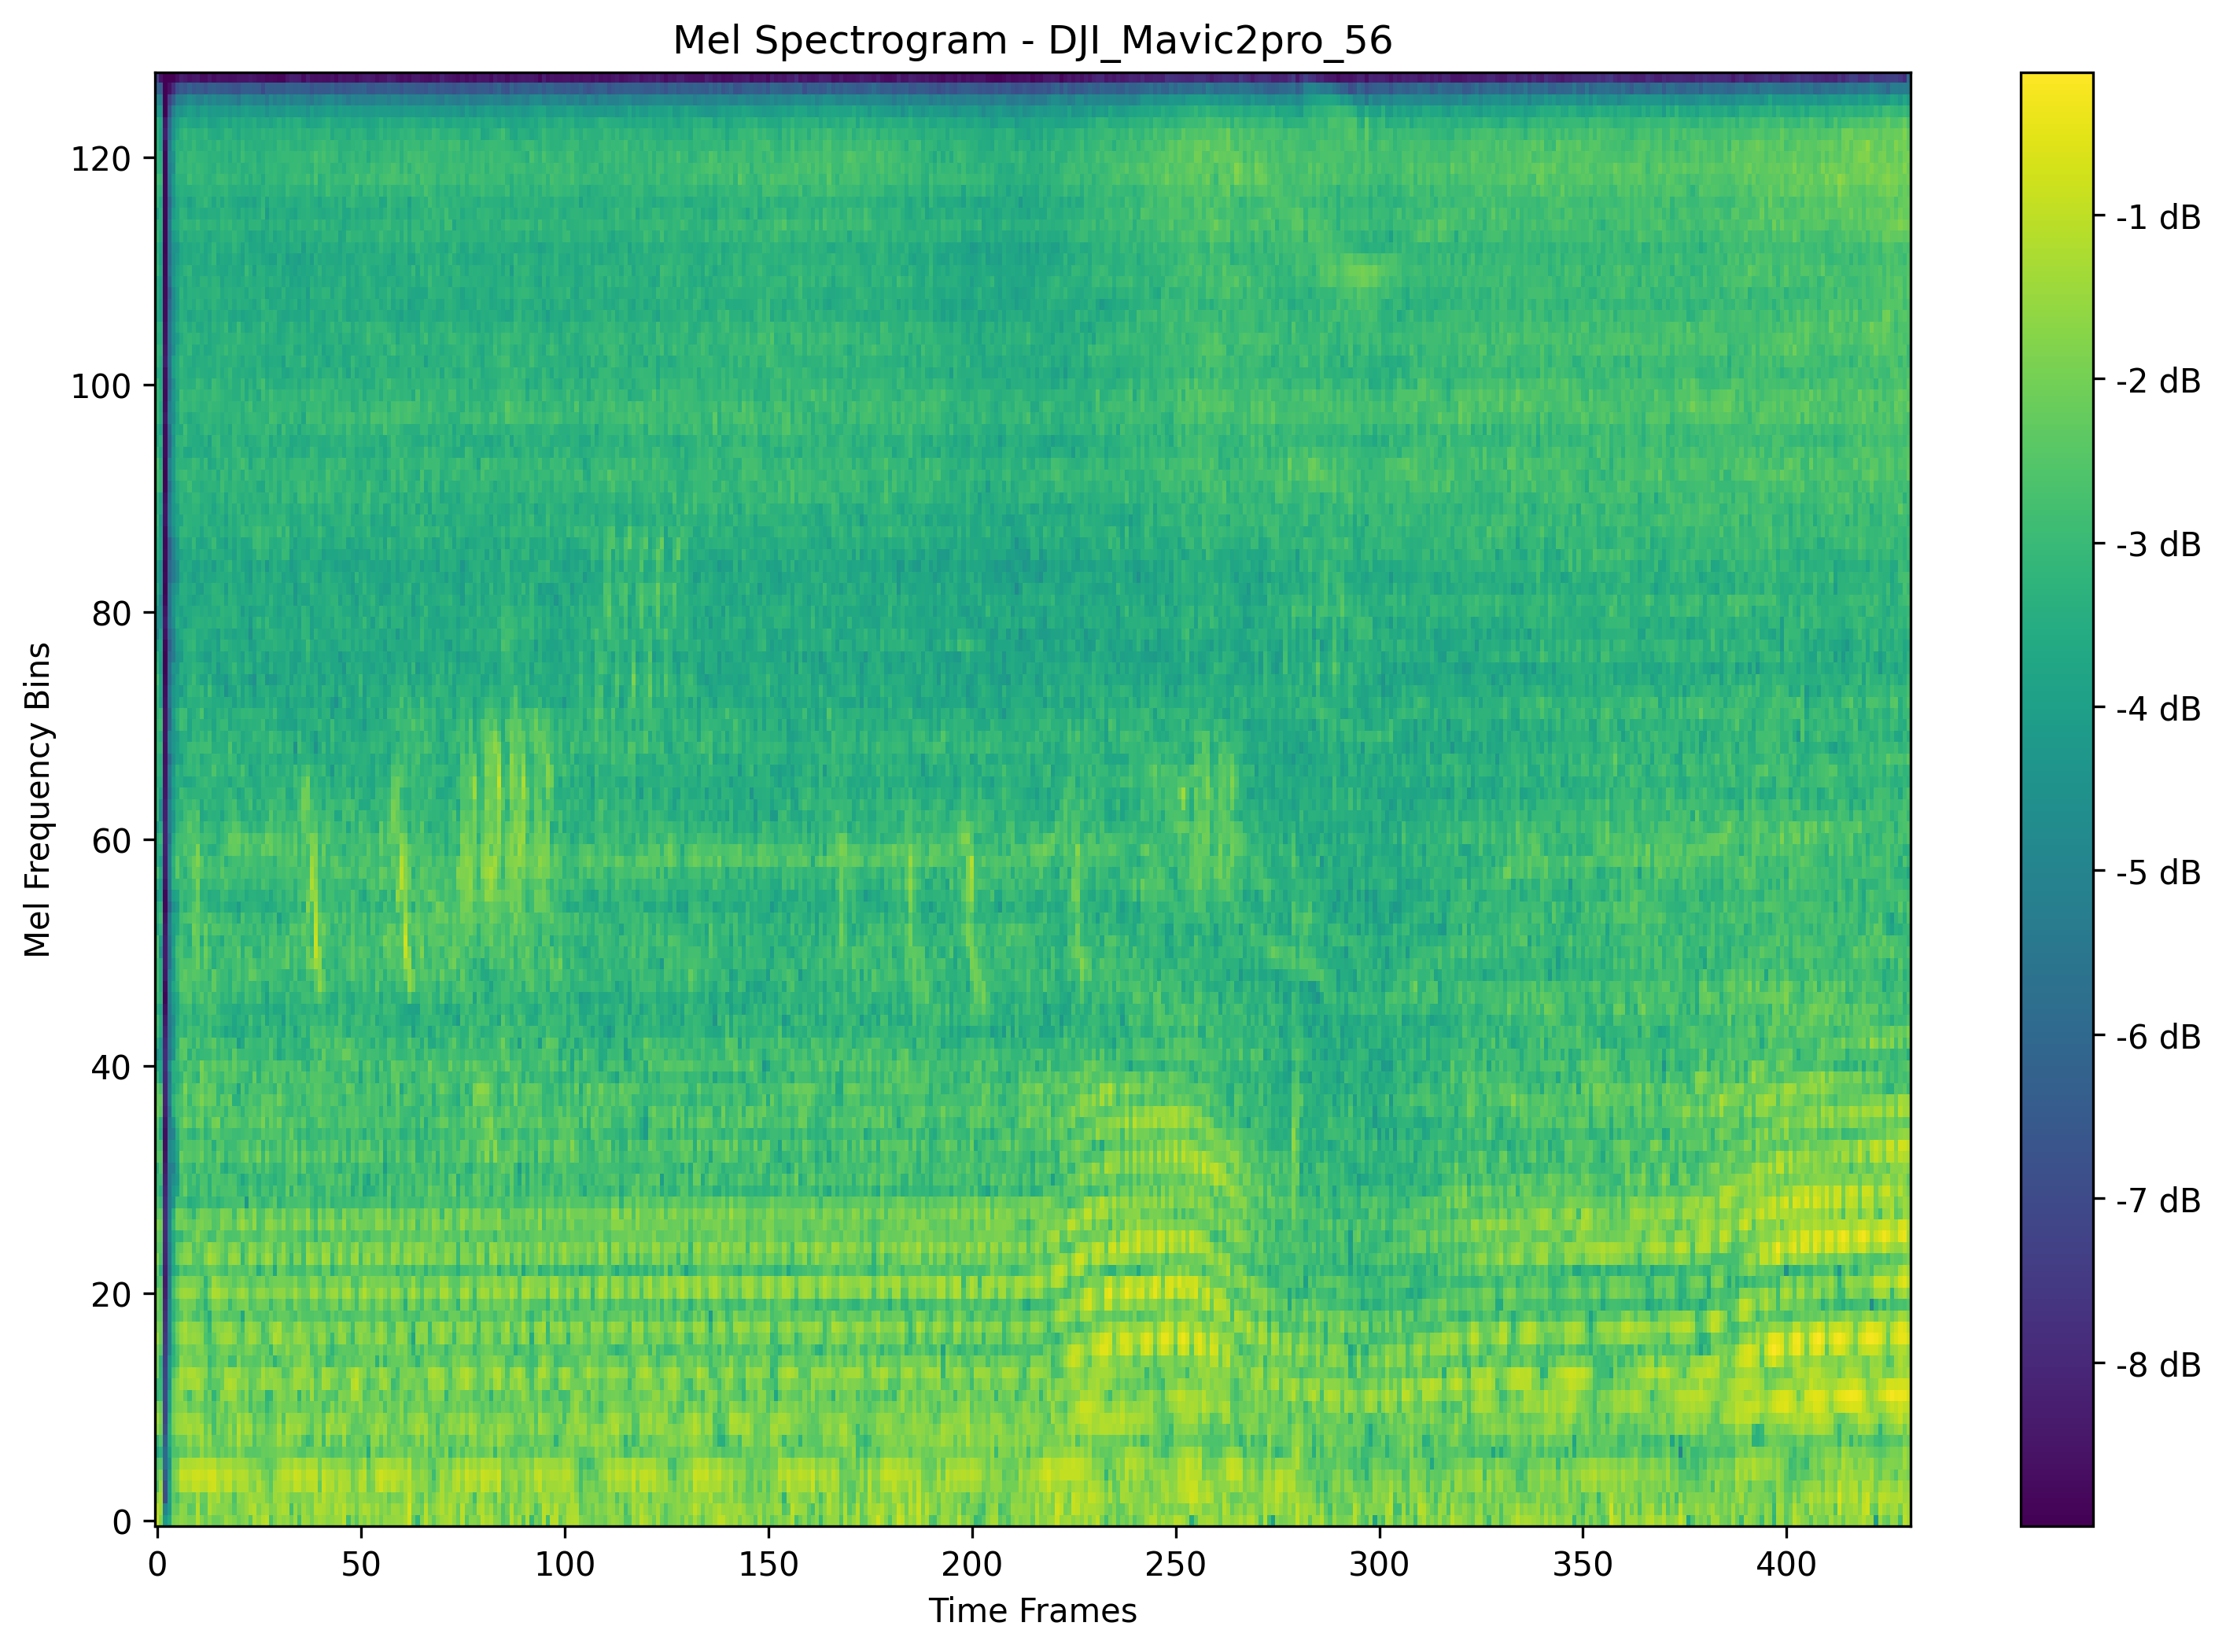 Mel Spectrogram - DJI_Mavic2pro_56
120
100
80
60
40
20
0
Mel Frequency Bins
0 50 100 150 200 250 300 350 400
Time Frames
-1 dB
-2 dB
-3 dB
-4 dB
-5 dB
-6 dB
-7 dB
-8 dB